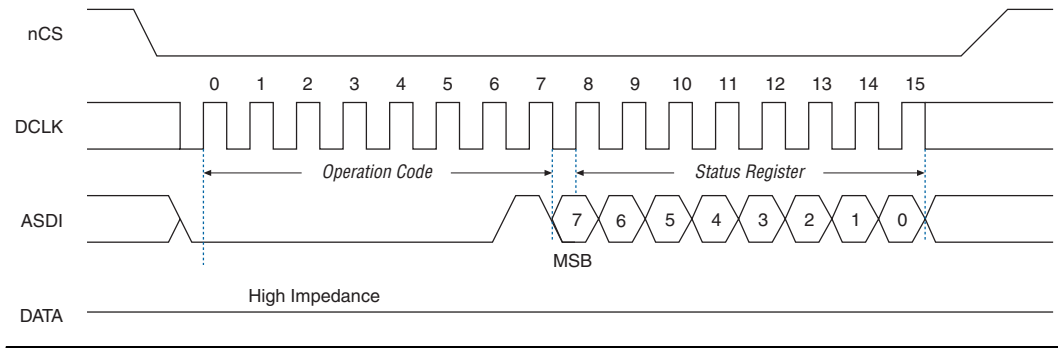 nCS
0 1 2 3 4 5 6 7 8 9 10 11 12 13 14 15
DCLK
Operation Code Status Register
ASDI 7 6 5 4 3 2 1 0
MSB
High Impedance
DATA